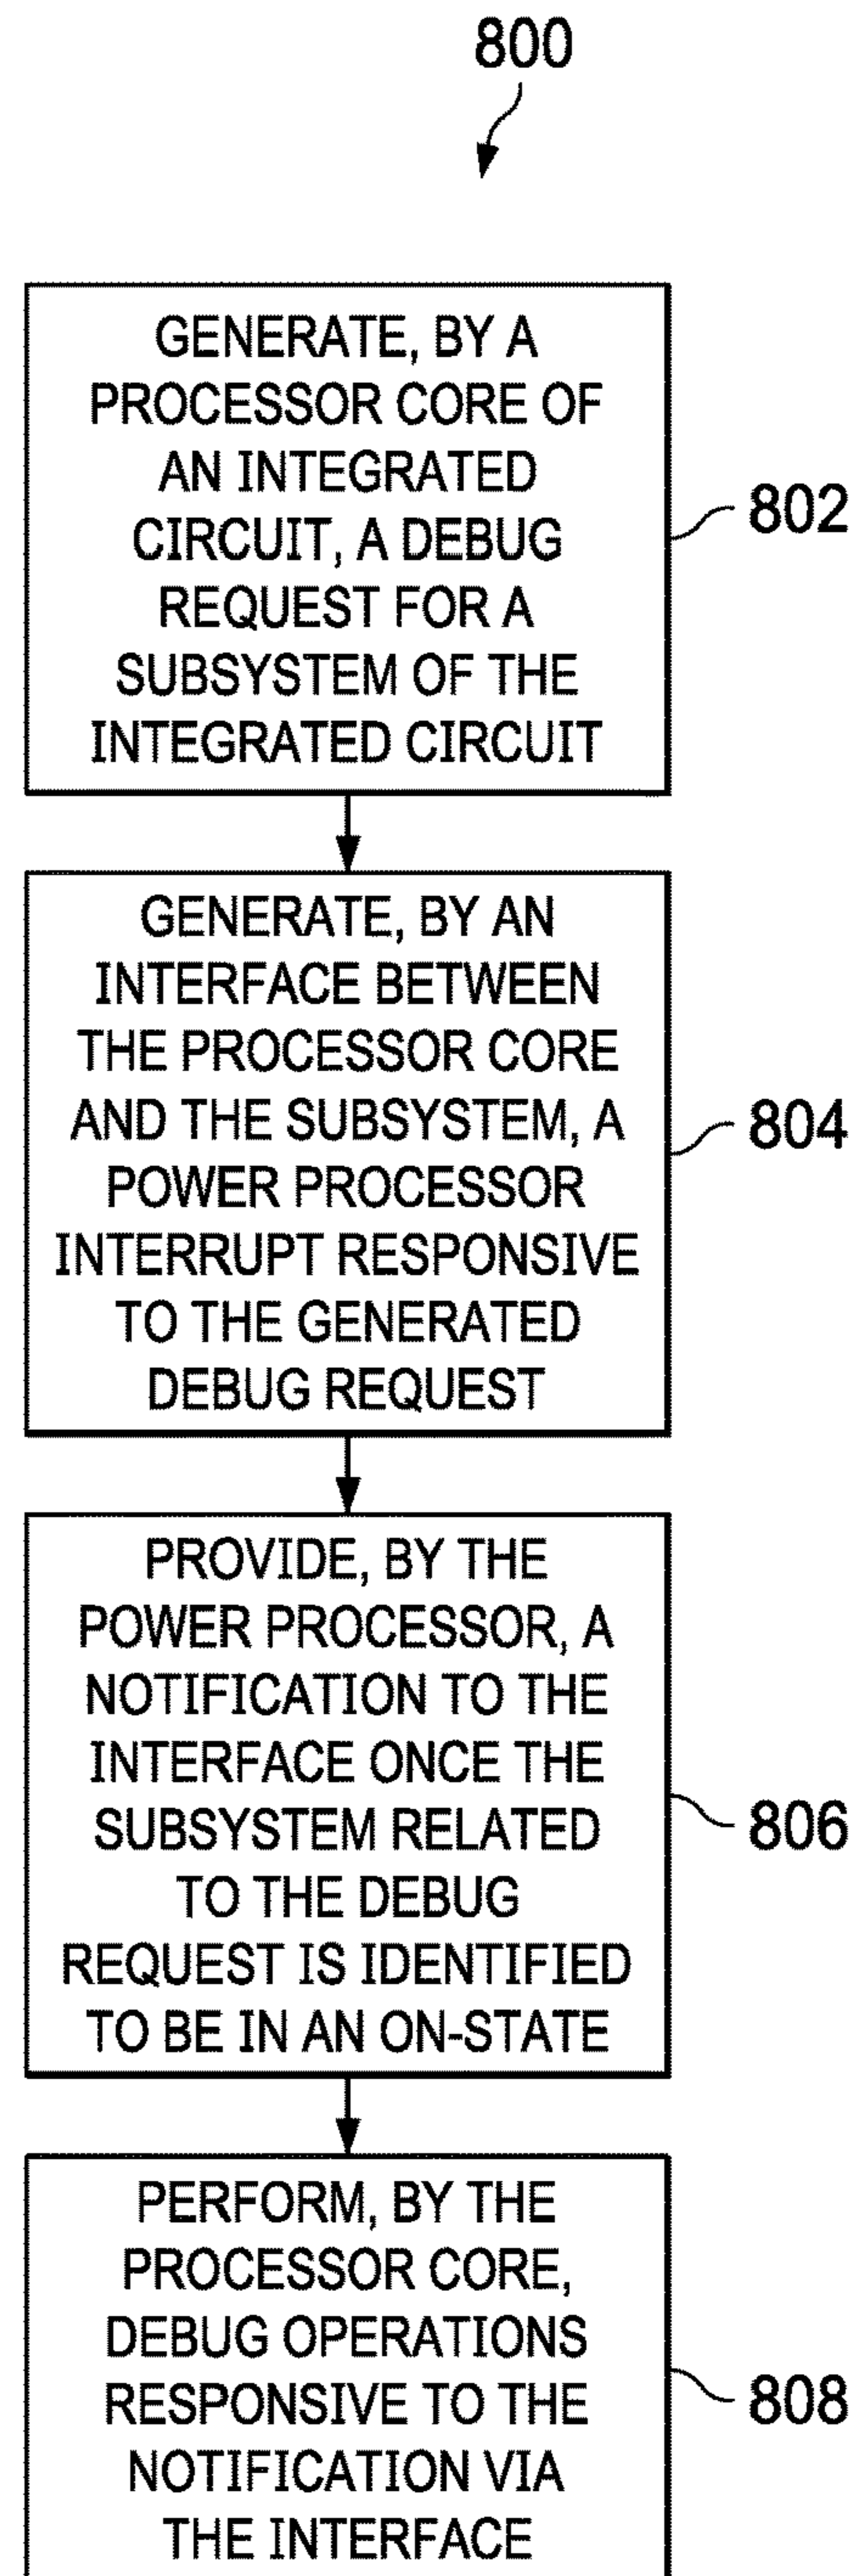 800
GENERATE, BY A
PROCESSOR CORE OF
AN INTEGRATED
CIRCUIT, A DEBUG
REQUEST FOR A
SUBSYSTEM OF THE
INTEGRATED CIRCUIT
802
GENERATE, BY AN
INTERFACE BETWEEN
THE PROCESSOR CORE
AND THE SUBSYSTEM, A
POWER PROCESSOR
INTERRUPT RESPONSIVE
TO THE GENERATED
DEBUG REQUEST
804
PROVIDE, BY THE
POWER PROCESSOR, A
NOTIFICATION TO THE
INTERFACE ONCE THE
SUBSYSTEM RELATED
TO THE DEBUG
REQUEST IS IDENTIFIED
TO BE IN AN ON-STATE
806
PERFORM, BY THE
PROCESSOR CORE,
DEBUG OPERATIONS
RESPONSIVE TO THE
NOTIFICATION VIA
THE INTERFACE
808